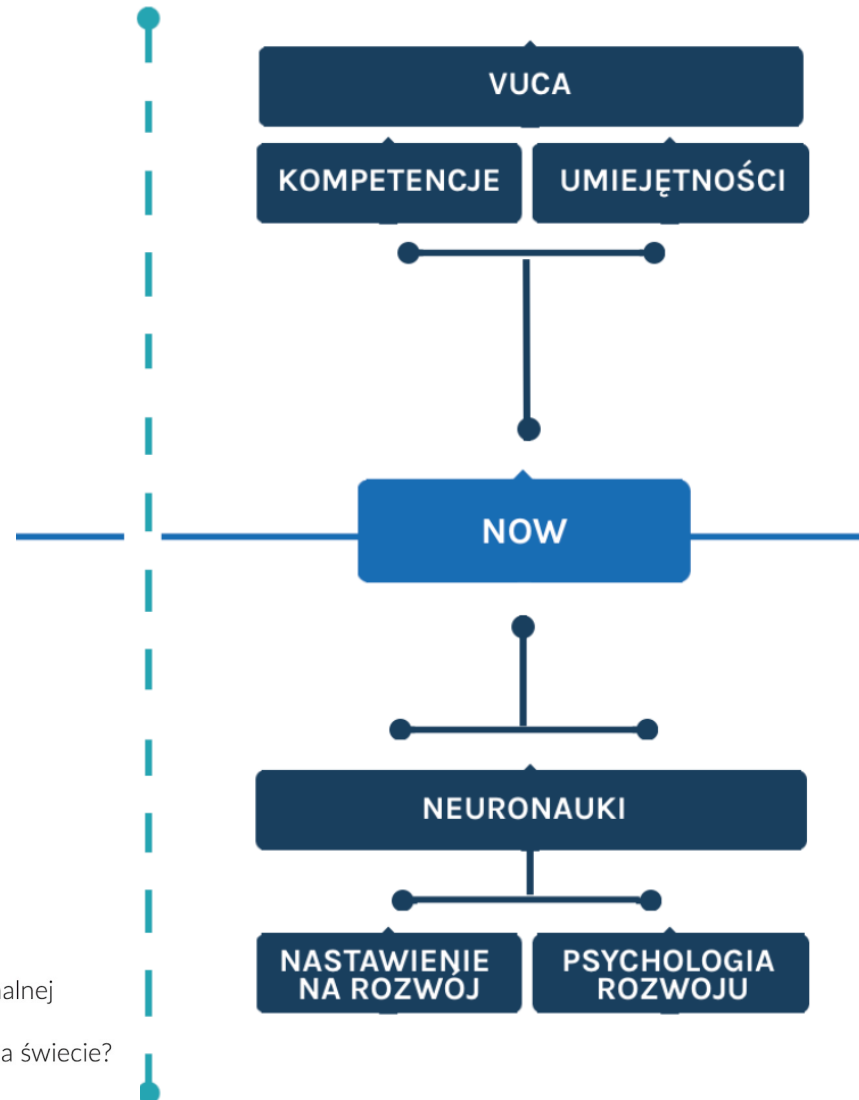 VUCA
KOMPETENCJE
UMIEJĘTNOŚCI
NOW
NEURONAUKI
NASTAWIENIE
NA ROZWÓJ
PSYCHOLOGIA
ROZWOJU
alnej
a świecie?